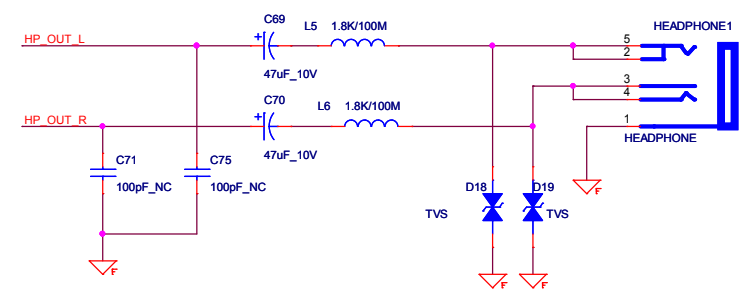 C69
L5 1.8K/100M
HEADPHONE1
HP_OUT_L
+
5
2
47uF_10V
C70
L6 1.8K/100M
3
4
HP_OUT_R
+
1
HEADPHONE
47uF_10V
C71
C75
100pF_NC
100pF_NC
D18
D19
F
TVS
TVS
F
F
F